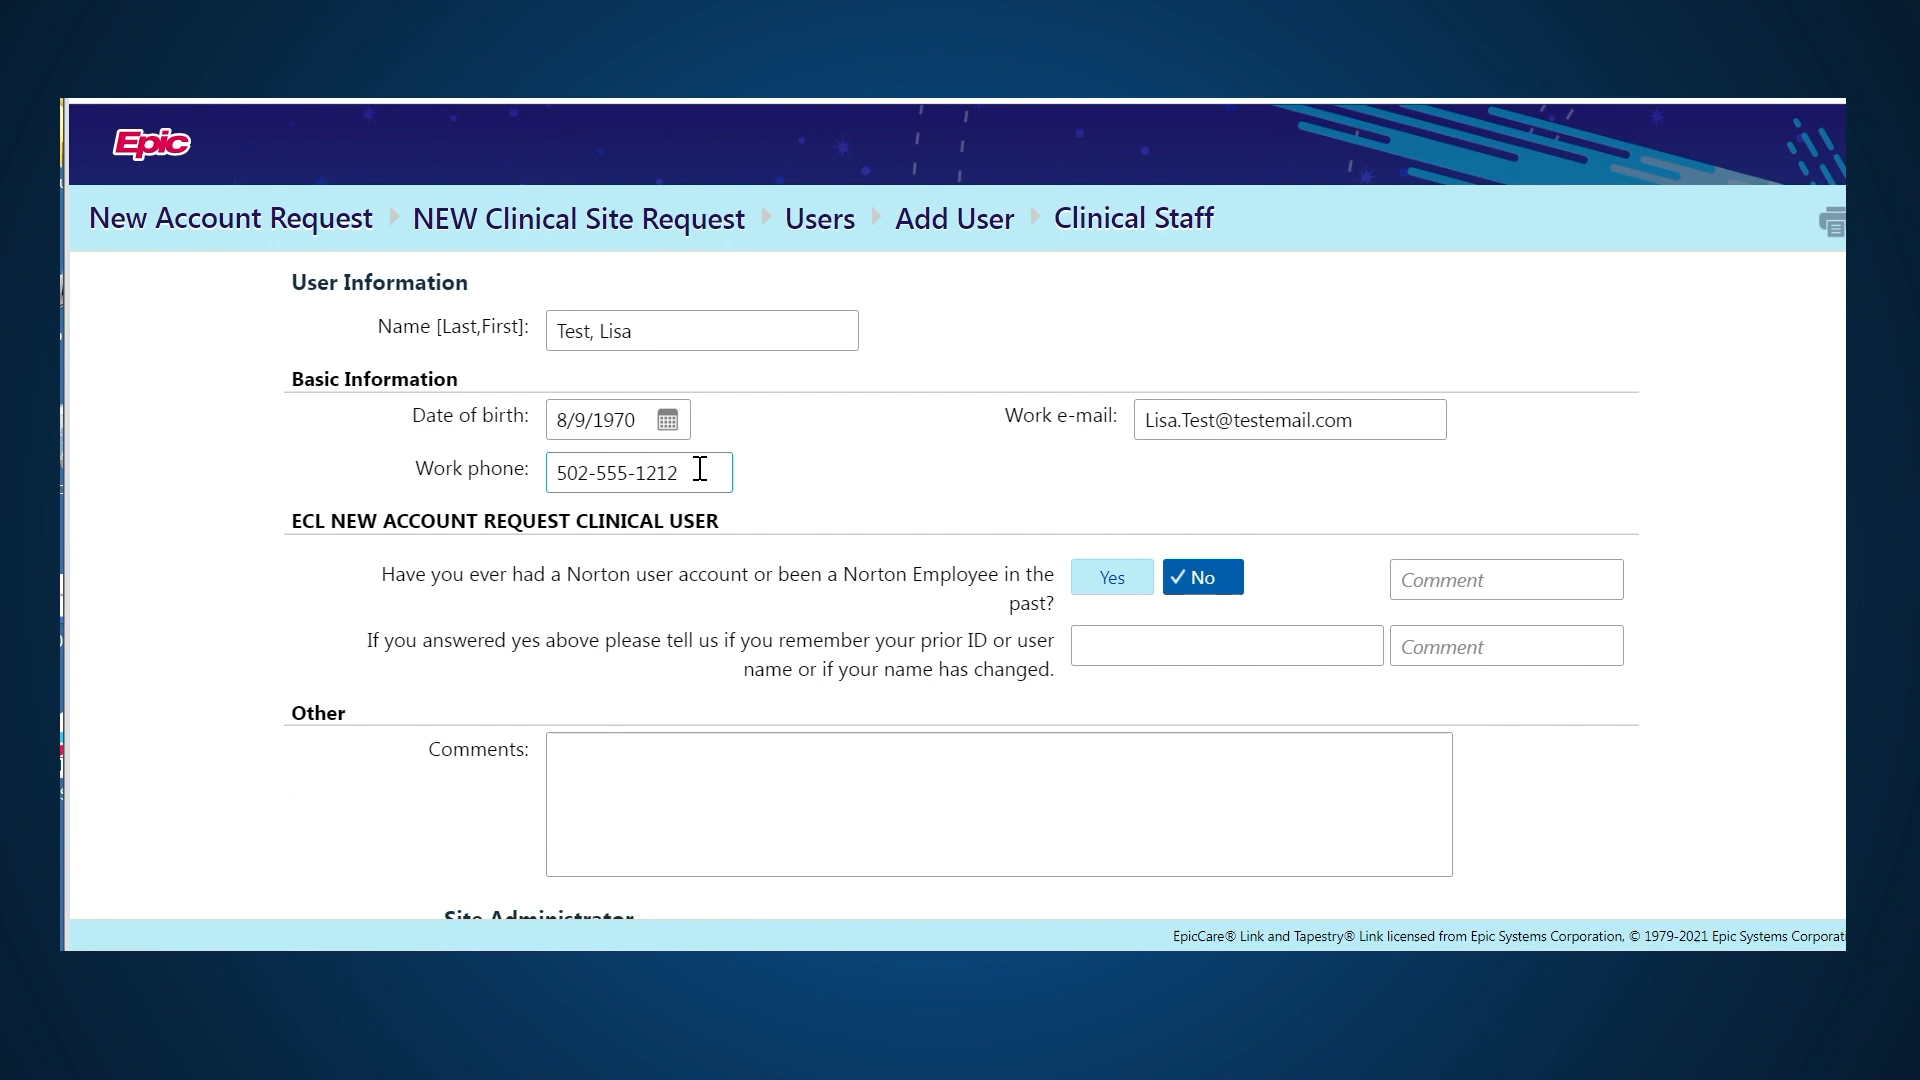 Epic
New Account Request NEW Clinical Site Request Users Add User Clinical Staff
User Information
Name [Last,First]: Test, Lisa
Basic Information
Date of birth: 8/9/1970 Work e-mail: Lisa.Test@testemail.com
Work phone: 502-555-1212
ECL NEW ACCOUNT REQUEST CLINICAL USER
Have you ever had a Norton user account or been a Norton Employee in the Yes No Comment
past?
If you answered yes above please tell us if you remember your prior ID or user Comment
name or if your name has changed.
Other
Comments:
Site Administrator
EpicCare® Link and Tapestry® Link licensed from Epic Systems Corporation, © 1979-2021 Epic Systems Corporati